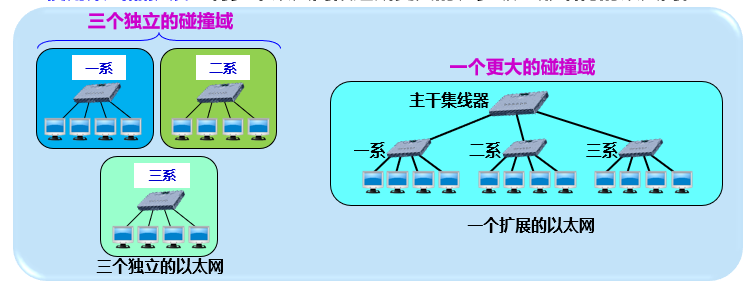 三个独立的碰撞域
一系
二系
三系
三个独立的以太网
一个更大的碰撞域
主干集线器
一系
二系
三系
一个扩展的以太网